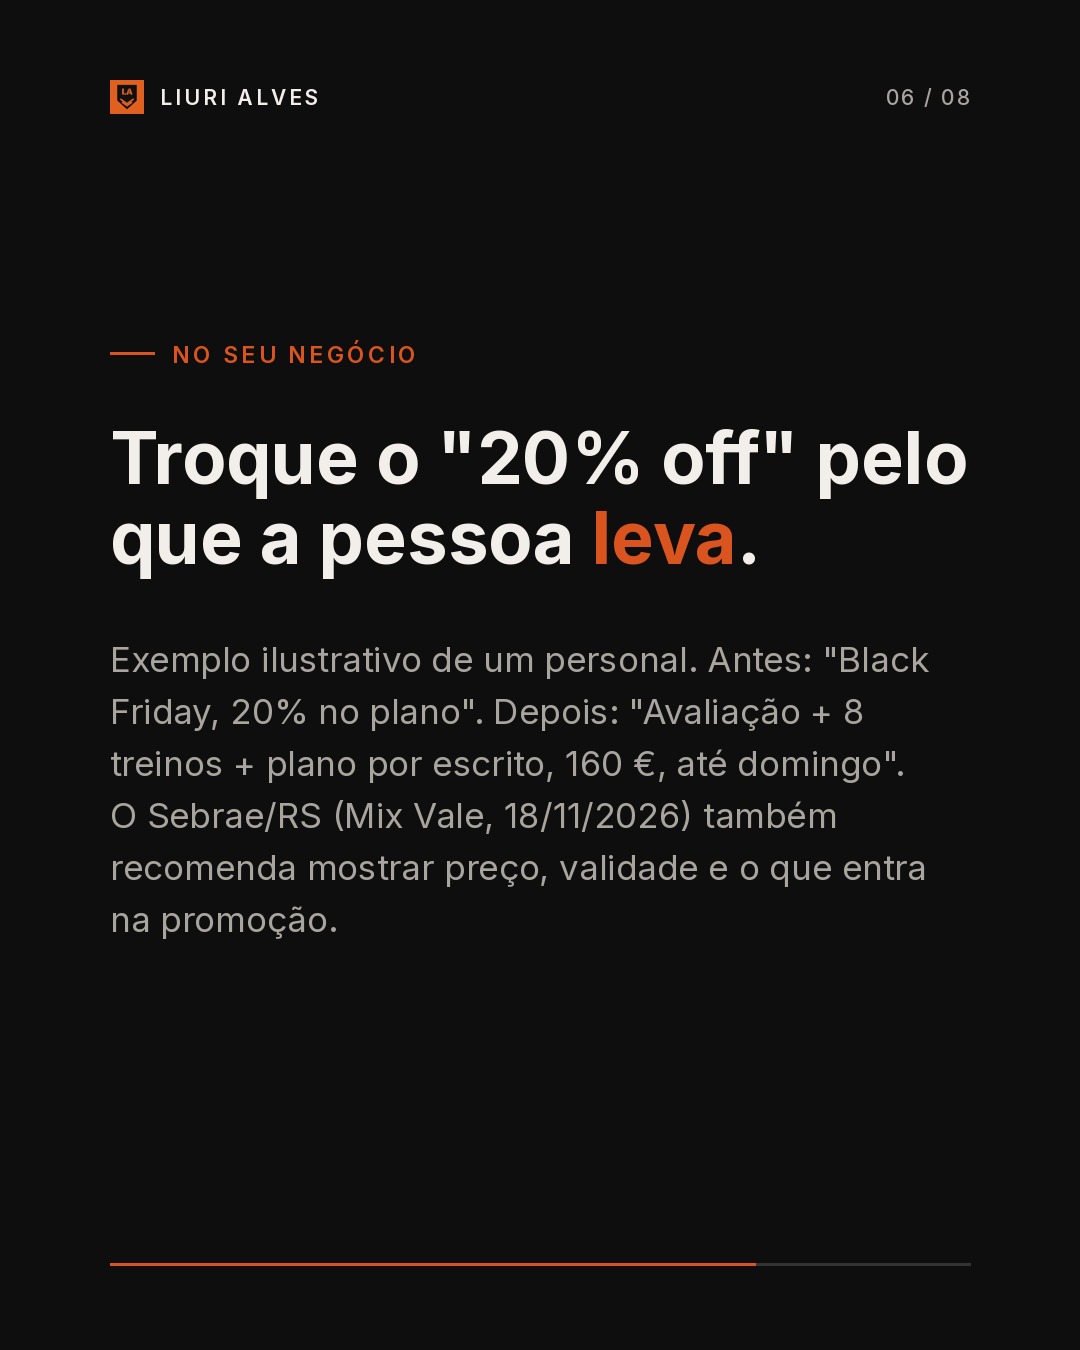 LA
LIURI ALVES
06 / 08
NO SEU NEGÓCIO
Troque o "20% off" pelo
que a pessoa leva.
Exemplo ilustrativo de um personal. Antes: "Black
Friday, 20% no plano". Depois: "Avaliação + 8
treinos + plano por escrito, 160 €, até domingo".
O Sebrae/RS (Mix Vale, 18/11/2026) também
recomenda mostrar preço, validade e o que entra
na promoção.